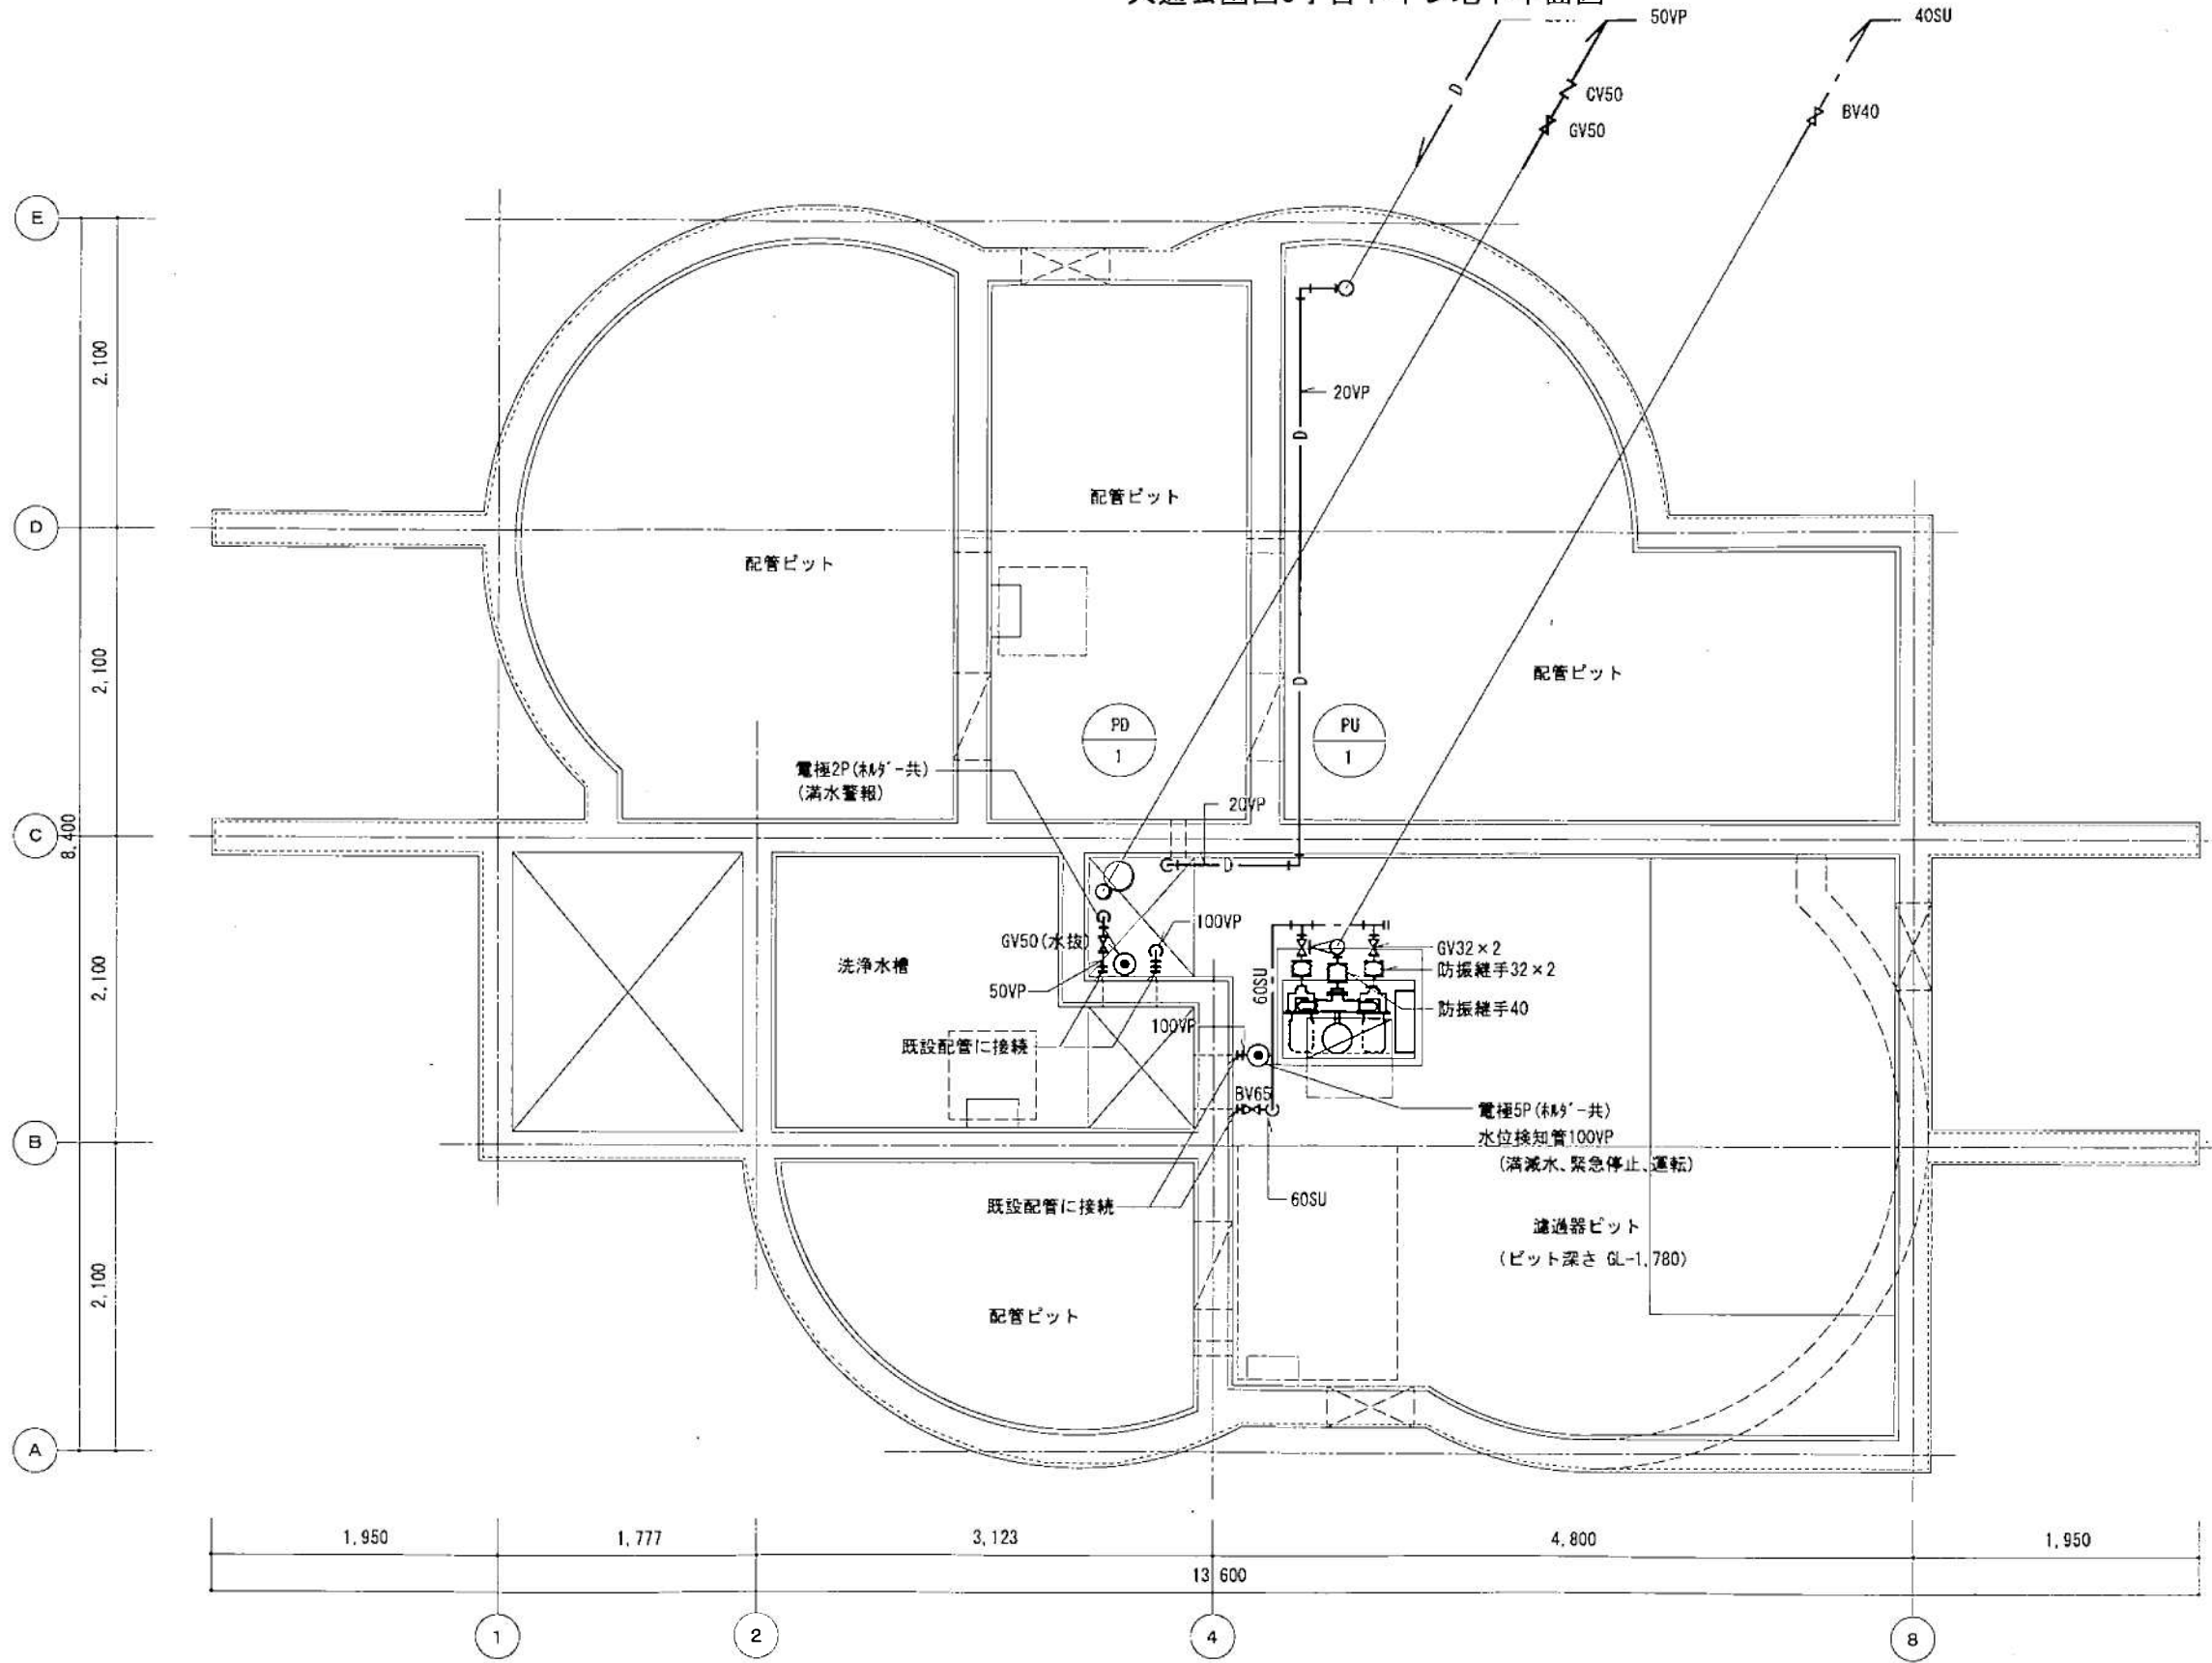 50VP
40SU
D
CV50
GV50
BV40
E
2,100
20VP
D
配管ピット
D
配管ピット
2,100
配管ピット
D
PD
1
PU
1
電極2P(ﾎﾙﾀﾞｰ共)
(満水警報)
20VP
C
8,400
D
100VP
GV50(水抜)
洗浄水槽
GV32×2
防振継手32×2
2,100
50VP
60SU
防振継手40
100VP
既設配管に接続
BV65
電極5P(ﾎﾙﾀﾞｰ共)
水位検知管100VP
(満減水、緊急停止、運転)
B
60SU
既設配管に接続
濾過器ピット
(ピット深さ GL-1,780)
2,100
配管ピット
A
1,950
1,777
3,123
4,800
1,950
13,600
1
2
4
8